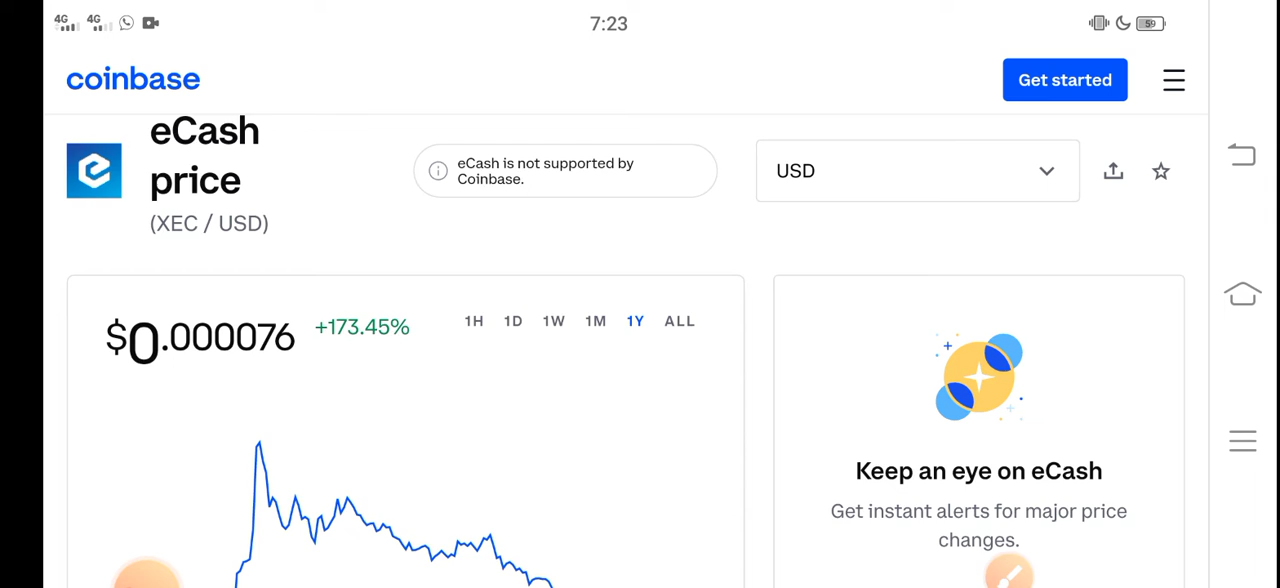 4G 4G 7:23 59
coinbase
Get started
eCash
price
(XEC / USD)
eCash is not supported by
Coinbase.
USD
$0.000076 +173.45%
1H 1D 1W 1M 1Y ALL
Keep an eye on eCash
Get instant alerts for major price
changes.